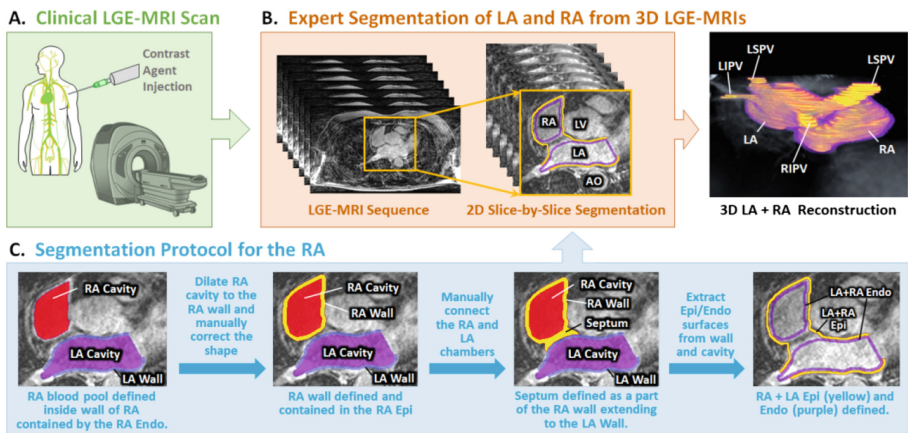 A. Clinical LGE-MRI Scan
Contrast
Agent
Injection
B. Expert Segmentation of LA and RA from 3D LGE-MRIs
RA
LV
LA
AO
LGE-MRI Sequence
2D Slice-by-Slice Segmentation
LSPV
LIPV
LSPV
LA
RIPV
RA
3D LA + RA Reconstruction
C. Segmentation Protocol for the RA
RA Cavity
LA Cavity
LA Wall
RA blood pool defined
inside wall of RA
contained by the RA Endo.
Dilate RA
cavity to the
RA wall and
manually
correct the
shape
RA Cavity
RA Wall
LA Cavity
LA Wall
RA wall defined and
contained in the RA Epi
Manually
connect
the RA and
LA
chambers
RA Cavity
RA Wall
Septum
LA Cavity
LA Wall
Septum defined as a part
of the RA wall extending
to the LA Wall.
Extract
Epi/Endo
surfaces
from wall
and cavity
LA+RA Endo
LA+RA
Epi
RA + LA Epi (yellow) and
Endo (purple) defined.